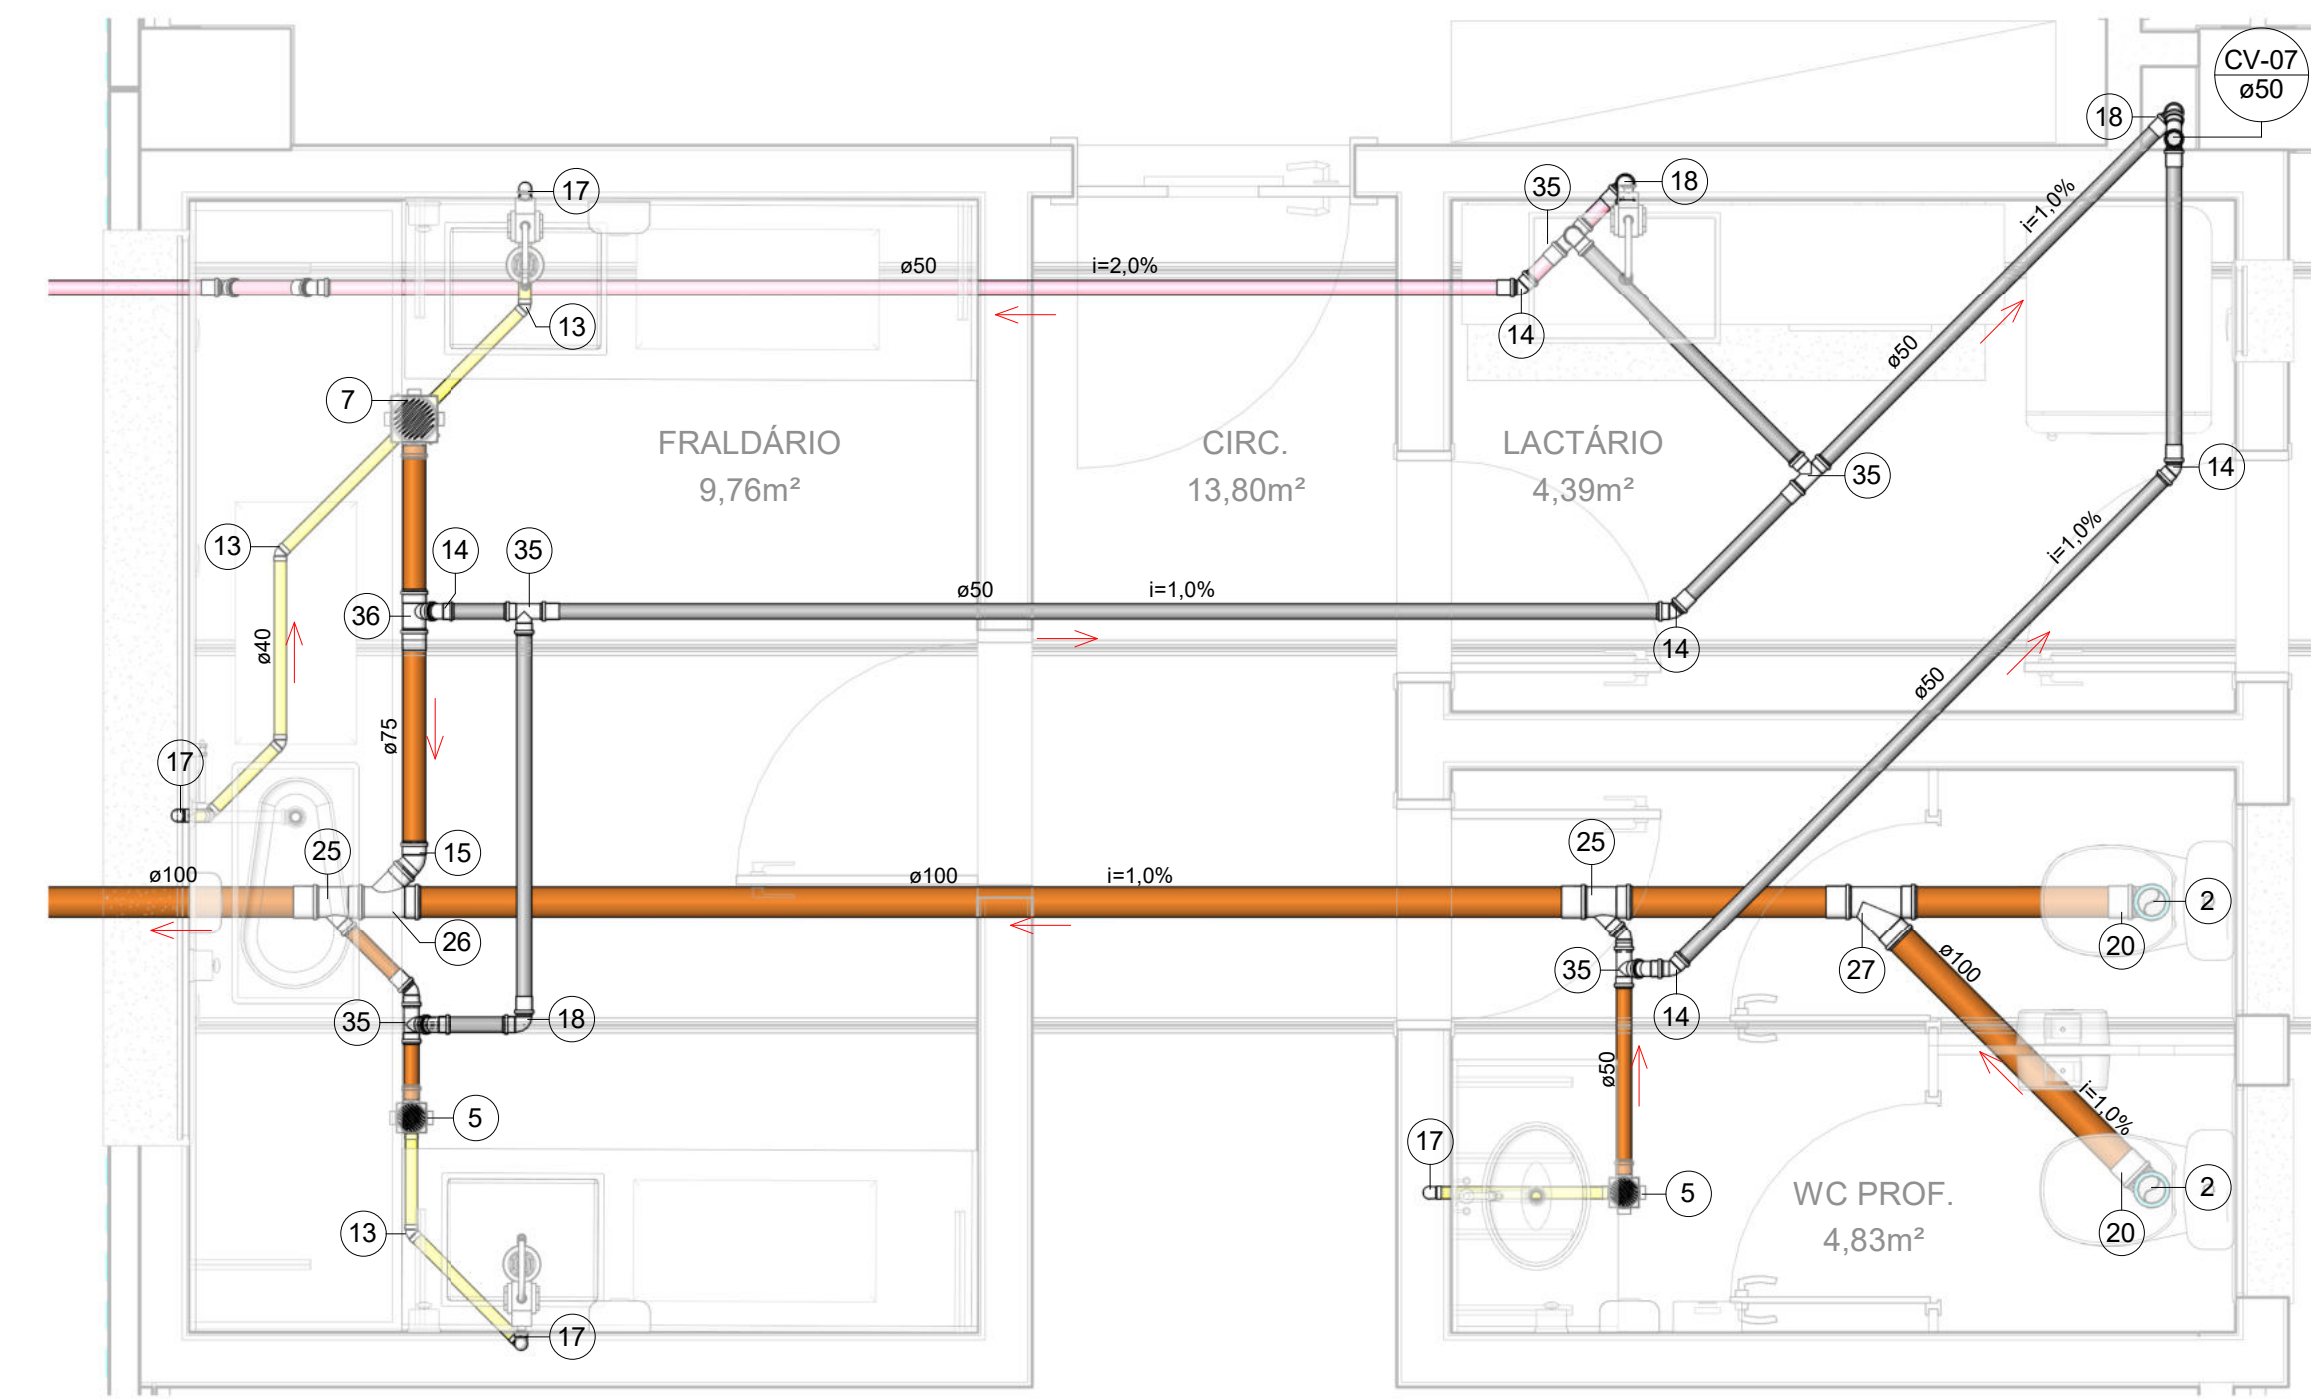 CV-07
ø50
18
17
35
18
i=1,0%
ø50
i=2,0%
13
14
ø50
7
FRALDÁRIO
9,76m²
CIRC.
13,80m²
LACTÁRIO
4,39m²
35
14
13
14
35
i=1,0%
ø50
i=1,0%
36
ø40
14
ø50
ø75
17
25
15
25
ø100
ø100
i=1,0%
2
26
20
35
27
ø100
14
35
18
ø50
i=1,0%
5
17
5
WC PROF.
4,83m²
2
20
13
17